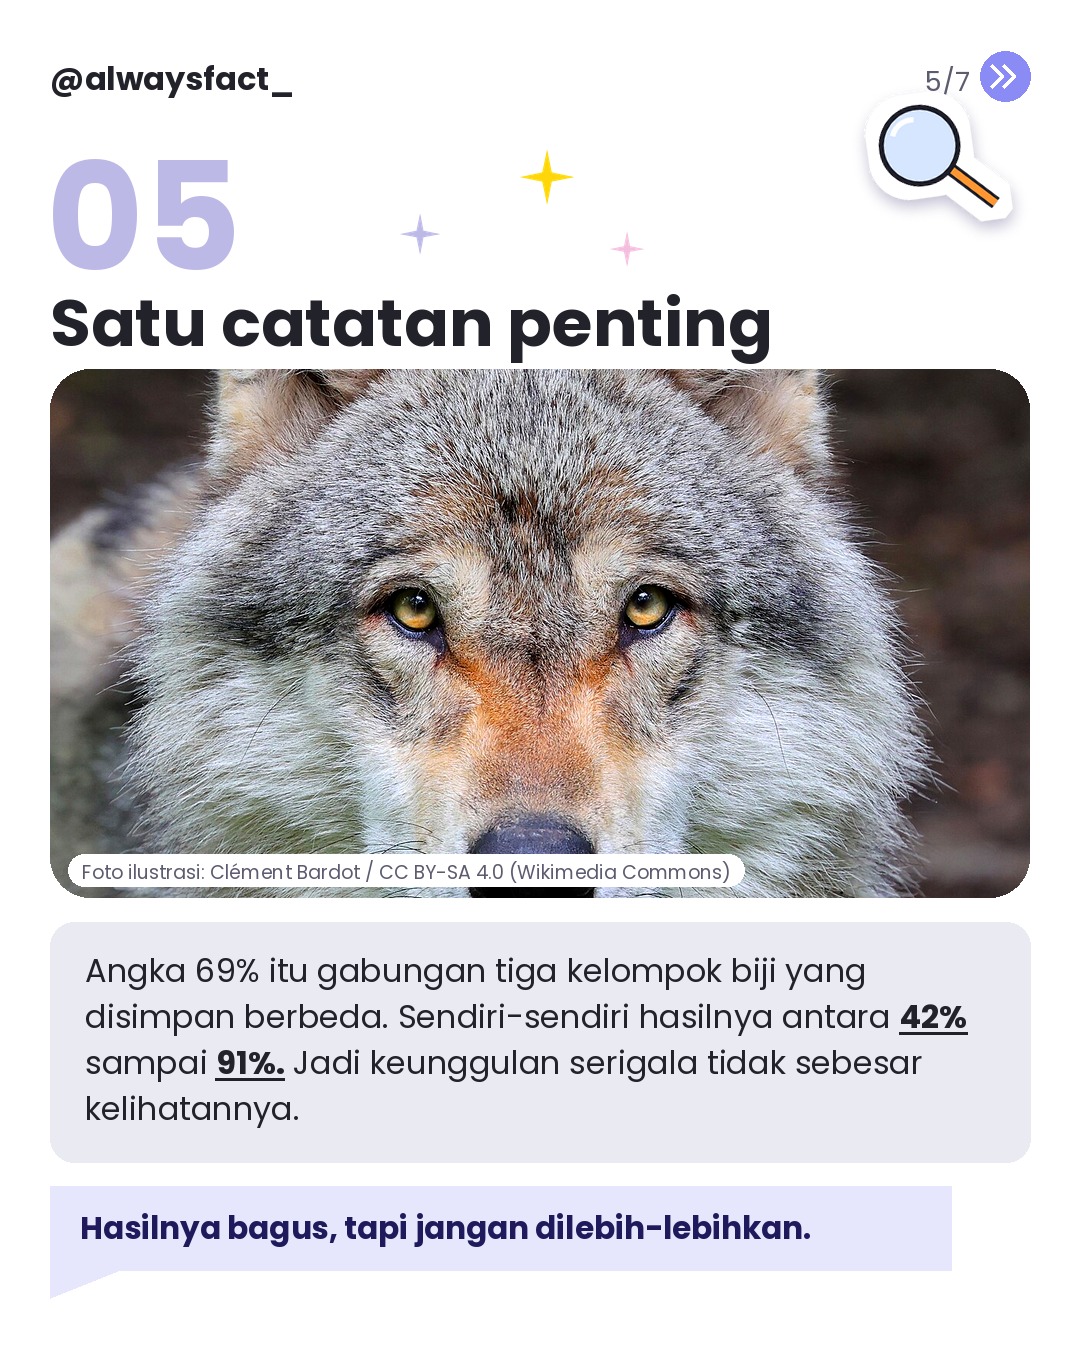 @alwaysfact_
5/7
05
Satu catatan penting
Foto ilustrasi: Clément Bardot / CC BY-SA 4.0 (Wikimedia Commons)
Angka 69% itu gabungan tiga kelompok biji yang
disimpan berbeda. Sendiri-sendiri hasilnya antara 42%
sampai 91%. Jadi keunggulan serigala tidak sebesar
kelihatannya.
Hasilnya bagus, tapi jangan dilebih-lebihkan.